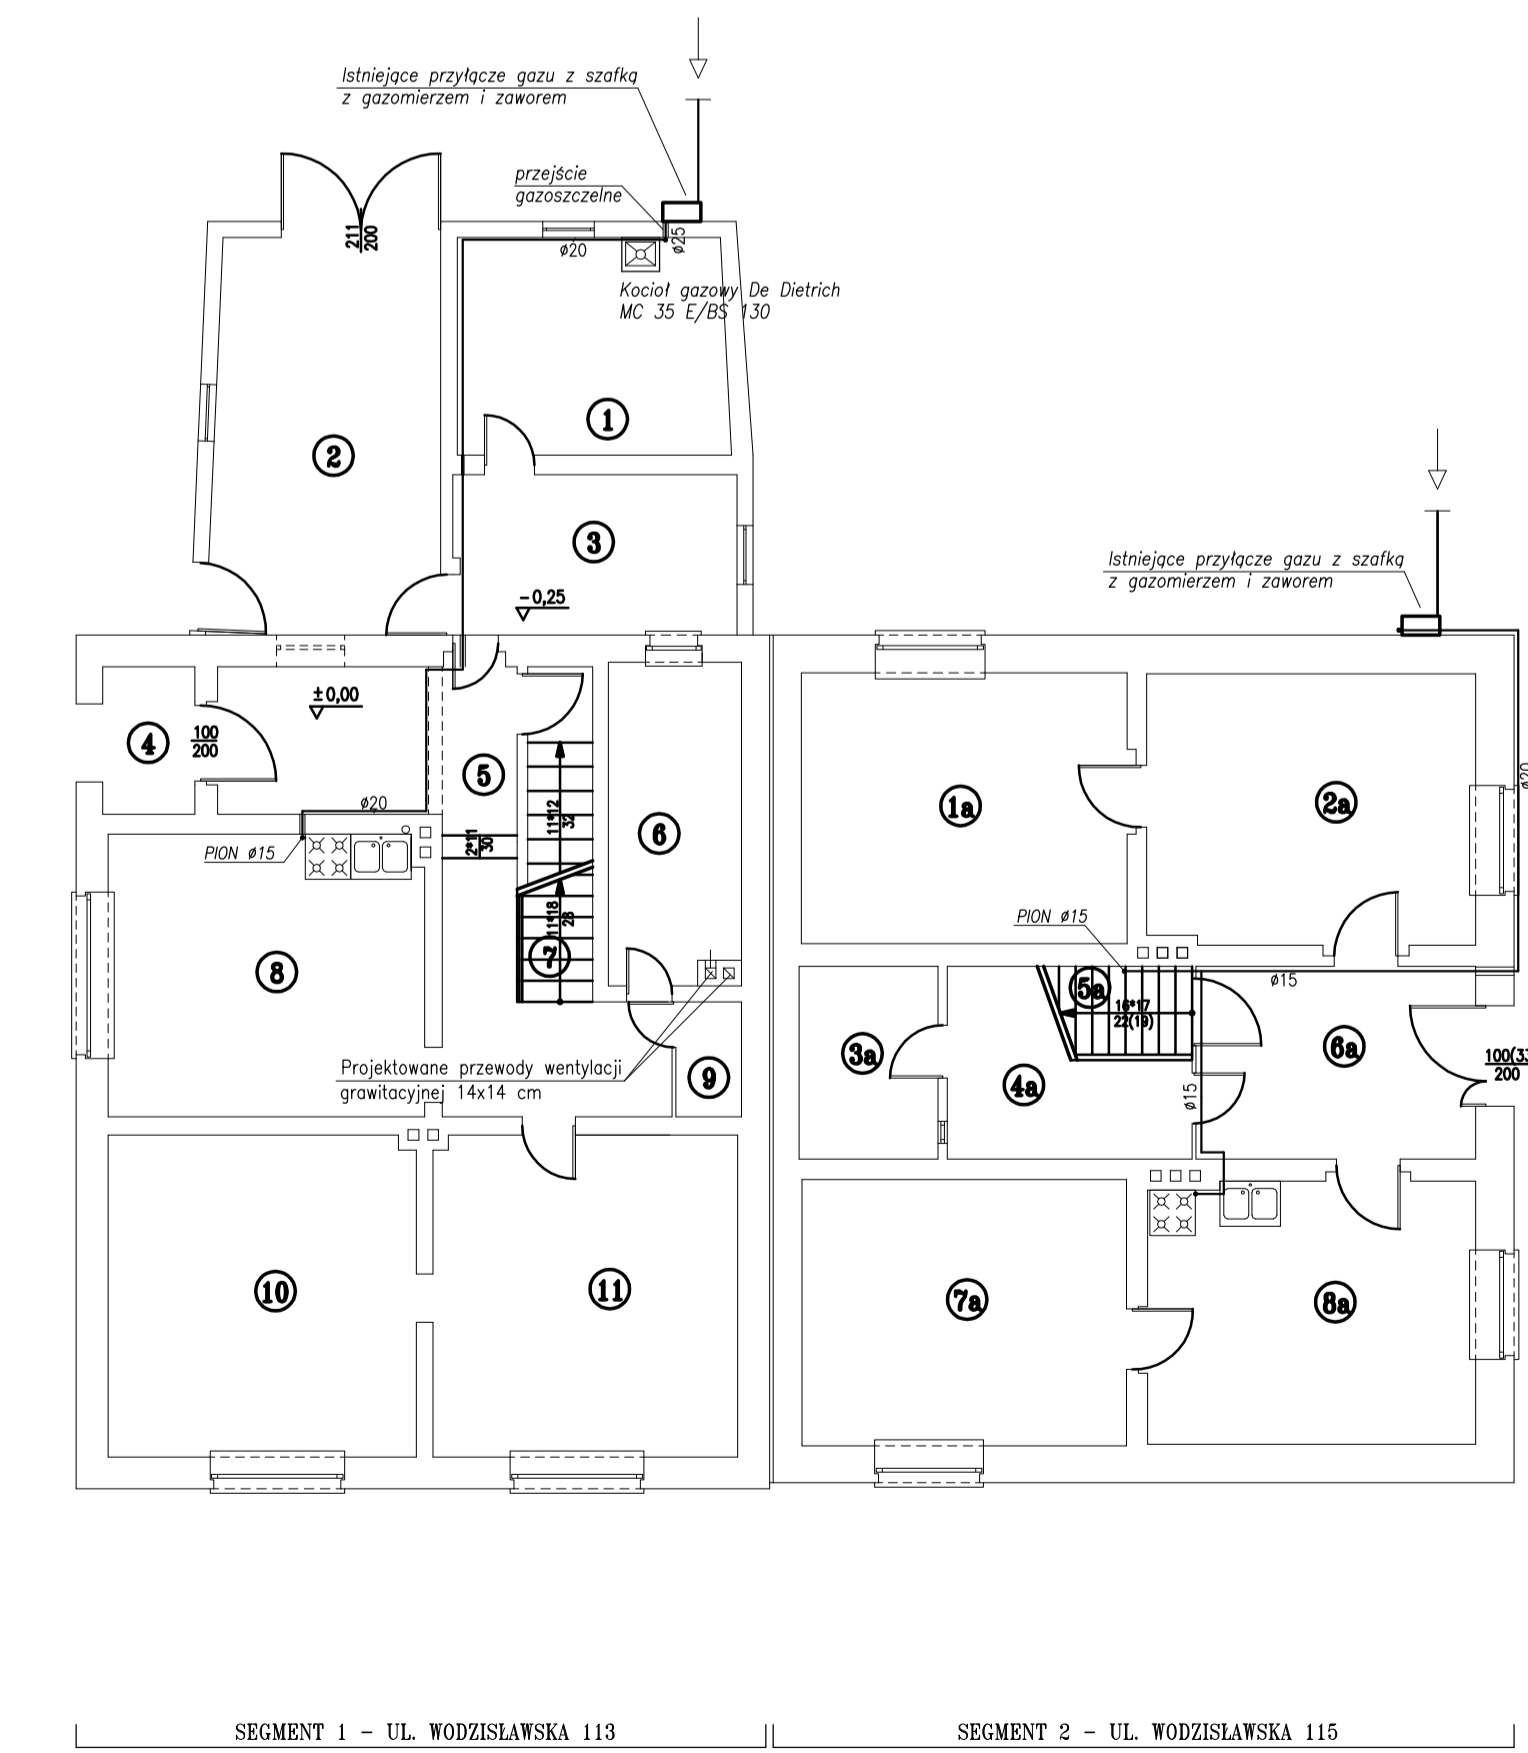 Istniejące przyłącze gazu z szafką
z gazomierzem i zaworem
przejście
gazoszczelne
211
200
ø20
ø25
Kocioł gazowy De Dietrich
MC 35 E/BS 130
1
2
3
-0,25
Istniejące przyłącze gazu z szafką
z gazomierzem i zaworem
±0,00
4
100
200
5
ø20
PION ø15
2*11
30
11*12
32
6
11*18
28
7
8
Projektowane przewody wentylacji
grawitacyjnej 14x14 cm
9
10
11
1a
2a
ø20
PION ø15
5a
16*17
22(19)
ø15
3a
4a
ø15
6a
100(33
200
7a
8a
SEGMENT 1 - UL. WODZISŁAWSKA 113
SEGMENT 2 - UL. WODZISŁAWSKA 115